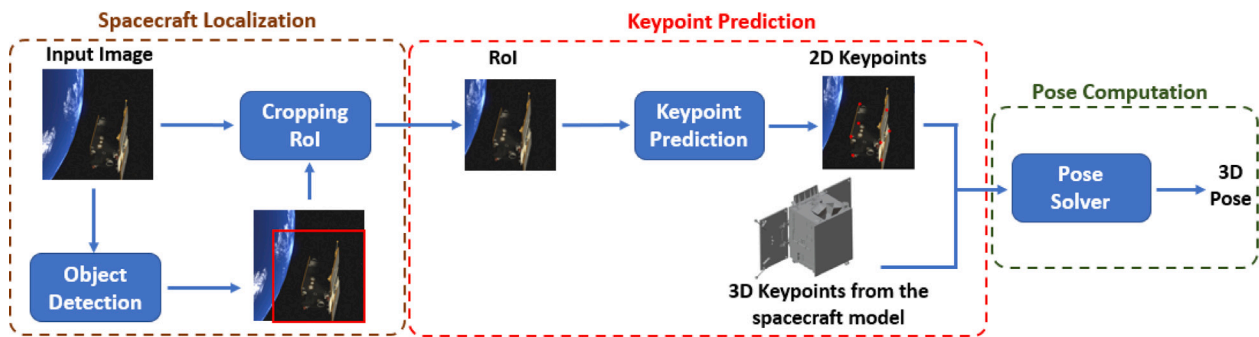 Spacecraft Localization
Input Image
Cropping
RoI
Object
Detection
Keypoint Prediction
RoI
Keypoint
Prediction
2D Keypoints
3D Keypoints from the
spacecraft model
Pose Computation
Pose
Solver
3D
Pose